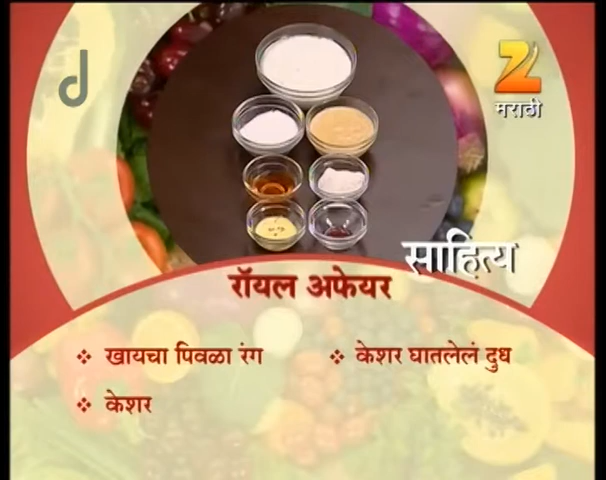 मराठी
साहित्य
रॉयल अफेयर
❖ खायचा पिवळा रंग
❖ केशर घातलेलं दुध
❖ केशर